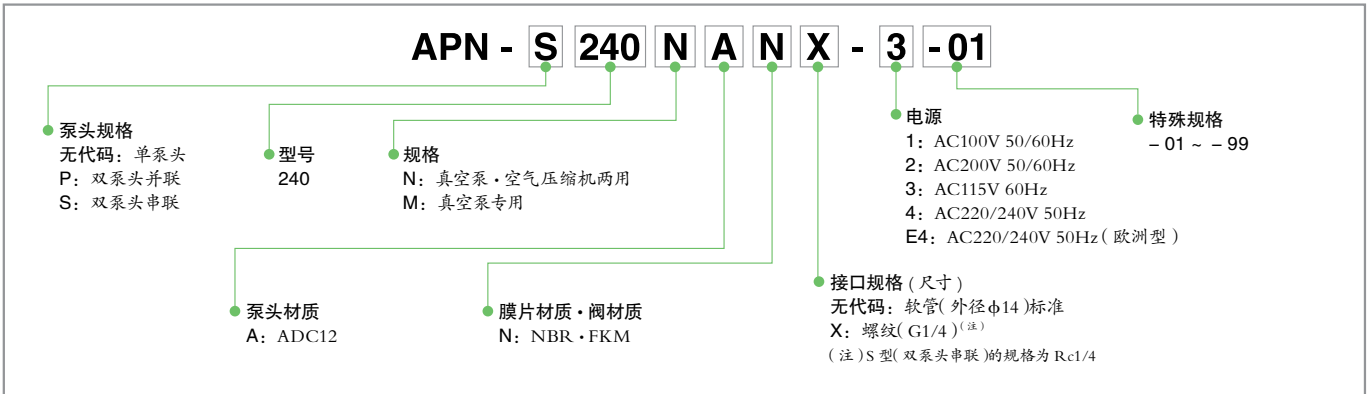 APN - S 240 N A N X - 3 - 01
泵头规格
无代码：单泵头
P：双泵头并联
S：双泵头串联
型号
240
规格
N：真空泵・空气压缩机两用
M：真空泵专用
电源
1：AC100V 50/60Hz
2：AC200V 50/60Hz
3：AC115V 60Hz
4：AC220/240V 50Hz
E4：AC220/240V 50Hz（欧洲型）
特殊规格
– 01 ~ – 99
泵头材质
A：ADC12
膜片材质・阀材质
N：NBR・FKM
接口规格（尺寸）
无代码：软管（外径ϕ14）标准
X：螺纹（G1/4）（注）
（注）S 型（双泵头串联）的规格为 Rc1/4